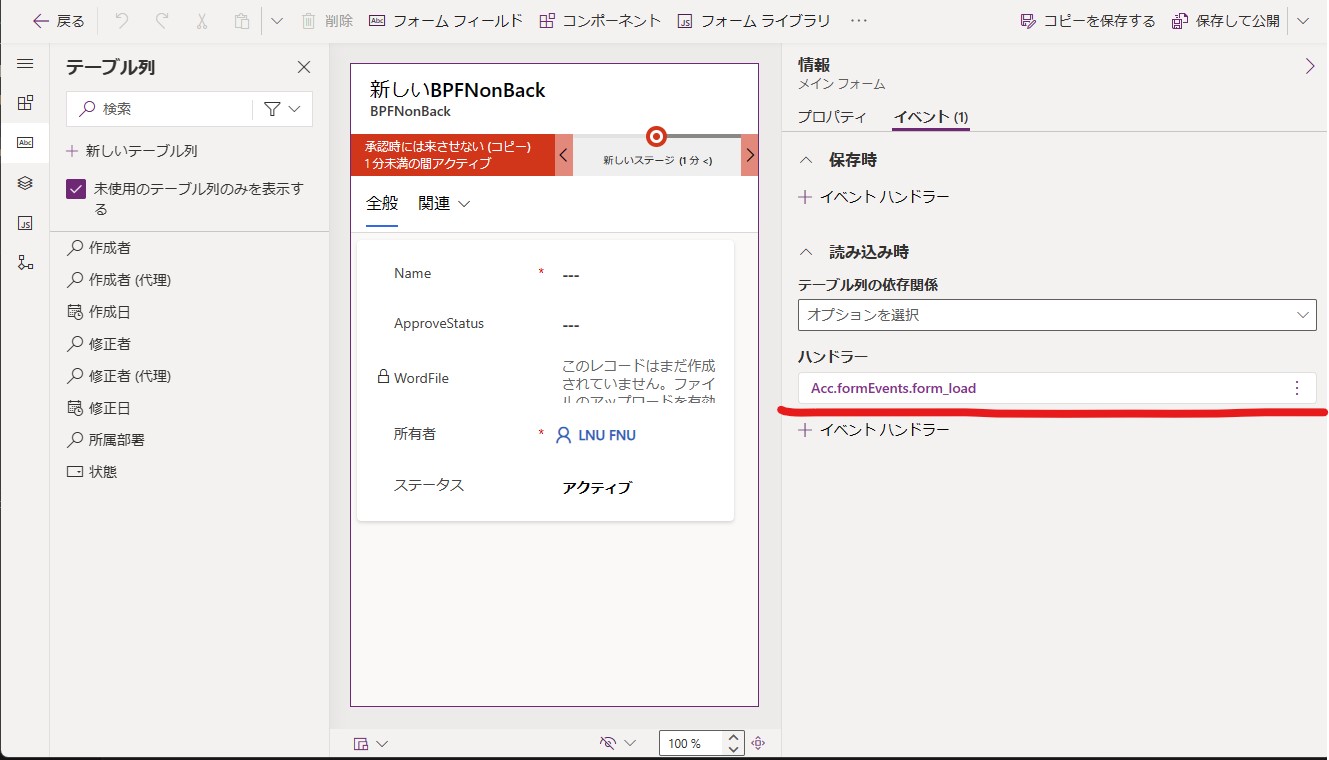 戻る
削除
フォーム フィールド
コンポーネント
フォーム ライブラリ
コピーを保存する
保存して公開
テーブル列
検索
新しいテーブル列
未使用のテーブル列のみを表示す
る
作成者
作成者 (代理)
作成日
修正者
修正者 (代理)
修正日
所属部署
状態
新しいBPFNonBack
BPFNonBack
承認時には来させない (コピー)
1 分未満の間アクティブ
新しいステージ (1 分 <)
全般
関連
Name * ---
ApproveStatus ---
WordFile
このレコードはまだ作成
されていません。ファイ
ルのアップロードを有効
所有者 * LNU FNU
ステータス アクティブ
100 %
情報
メイン フォーム
プロパティ
イベント (1)
保存時
イベント ハンドラー
読み込み時
テーブル列の依存関係
オプションを選択
ハンドラー
Acc.formEvents.form_load
イベント ハンドラー
Abc
JS
Abc
JS